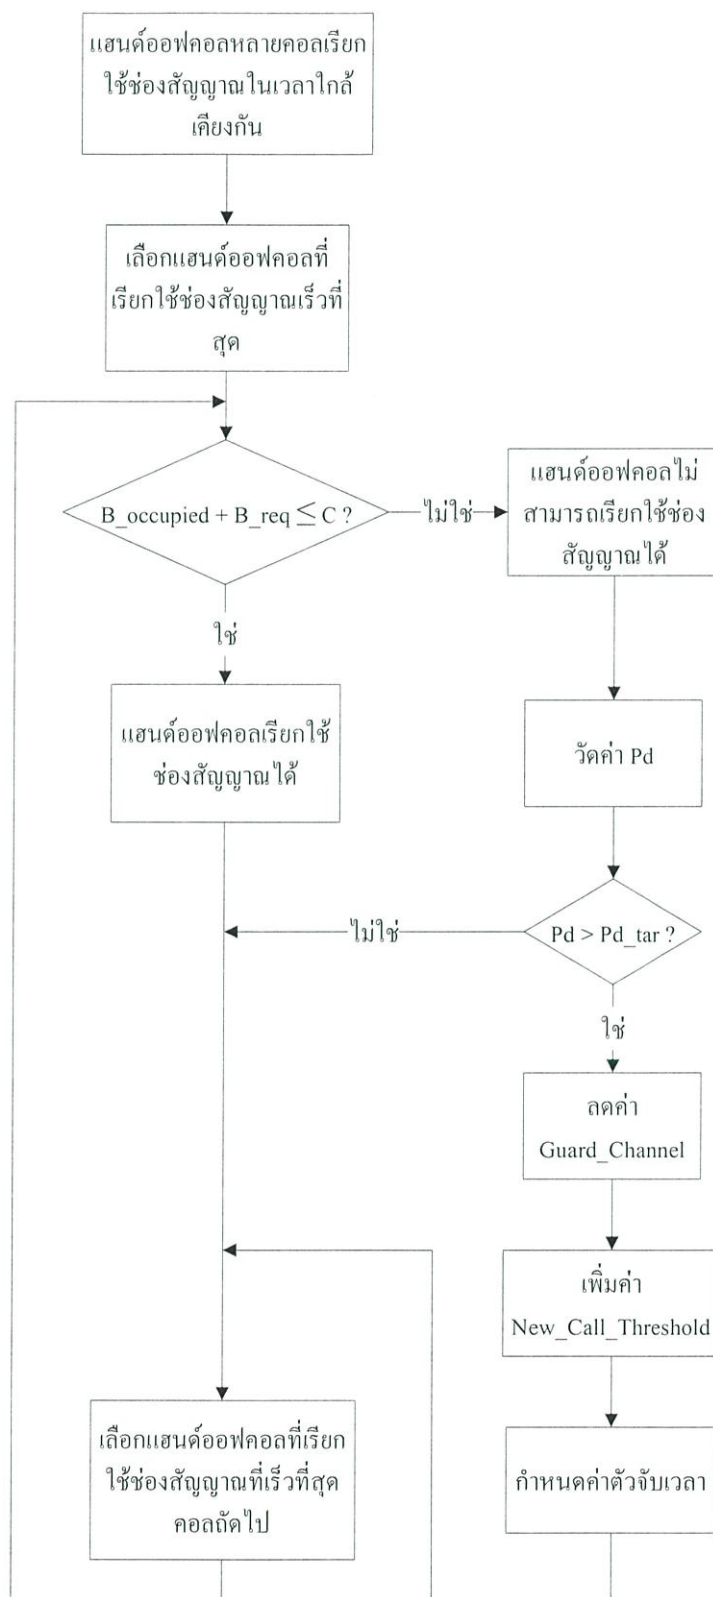 แฮนด์ออฟคอลหลายคอลเรียก
ใช้ช่องสัญญาณในเวลาใกล้
เคียงกัน
เลือกแฮนด์ออฟคอลที่
เรียกใช้ช่องสัญญาณเร็วที่
สุด
B_occupied + B_req ≤ C ?
ไม่ใช่
แฮนด์ออฟคอลไม่
สามารถเรียกใช้ช่อง
สัญญาณได้
ใช่
แฮนด์ออฟคอลเรียกใช้
ช่องสัญญาณได้
วัดค่า Pd
Pd > Pd_tar ?
ไม่ใช่
ใช่
ลดค่า
Guard_Channel
เพิ่มค่า
New_Call_Threshold
เลือกแฮนด์ออฟคอลที่เรียก
ใช้ช่องสัญญาณที่เร็วที่สุด
คอลถัดไป
กำหนดค่าตัวจับเวลา